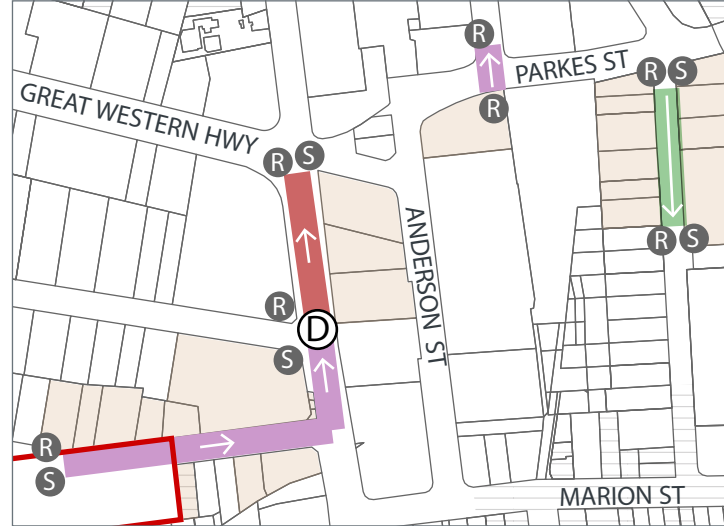 R
PARKES ST
R S
GREAT WESTERN HWY
R
R S
ANDERSON ST
R S
R
D
S
R
S
MARION ST